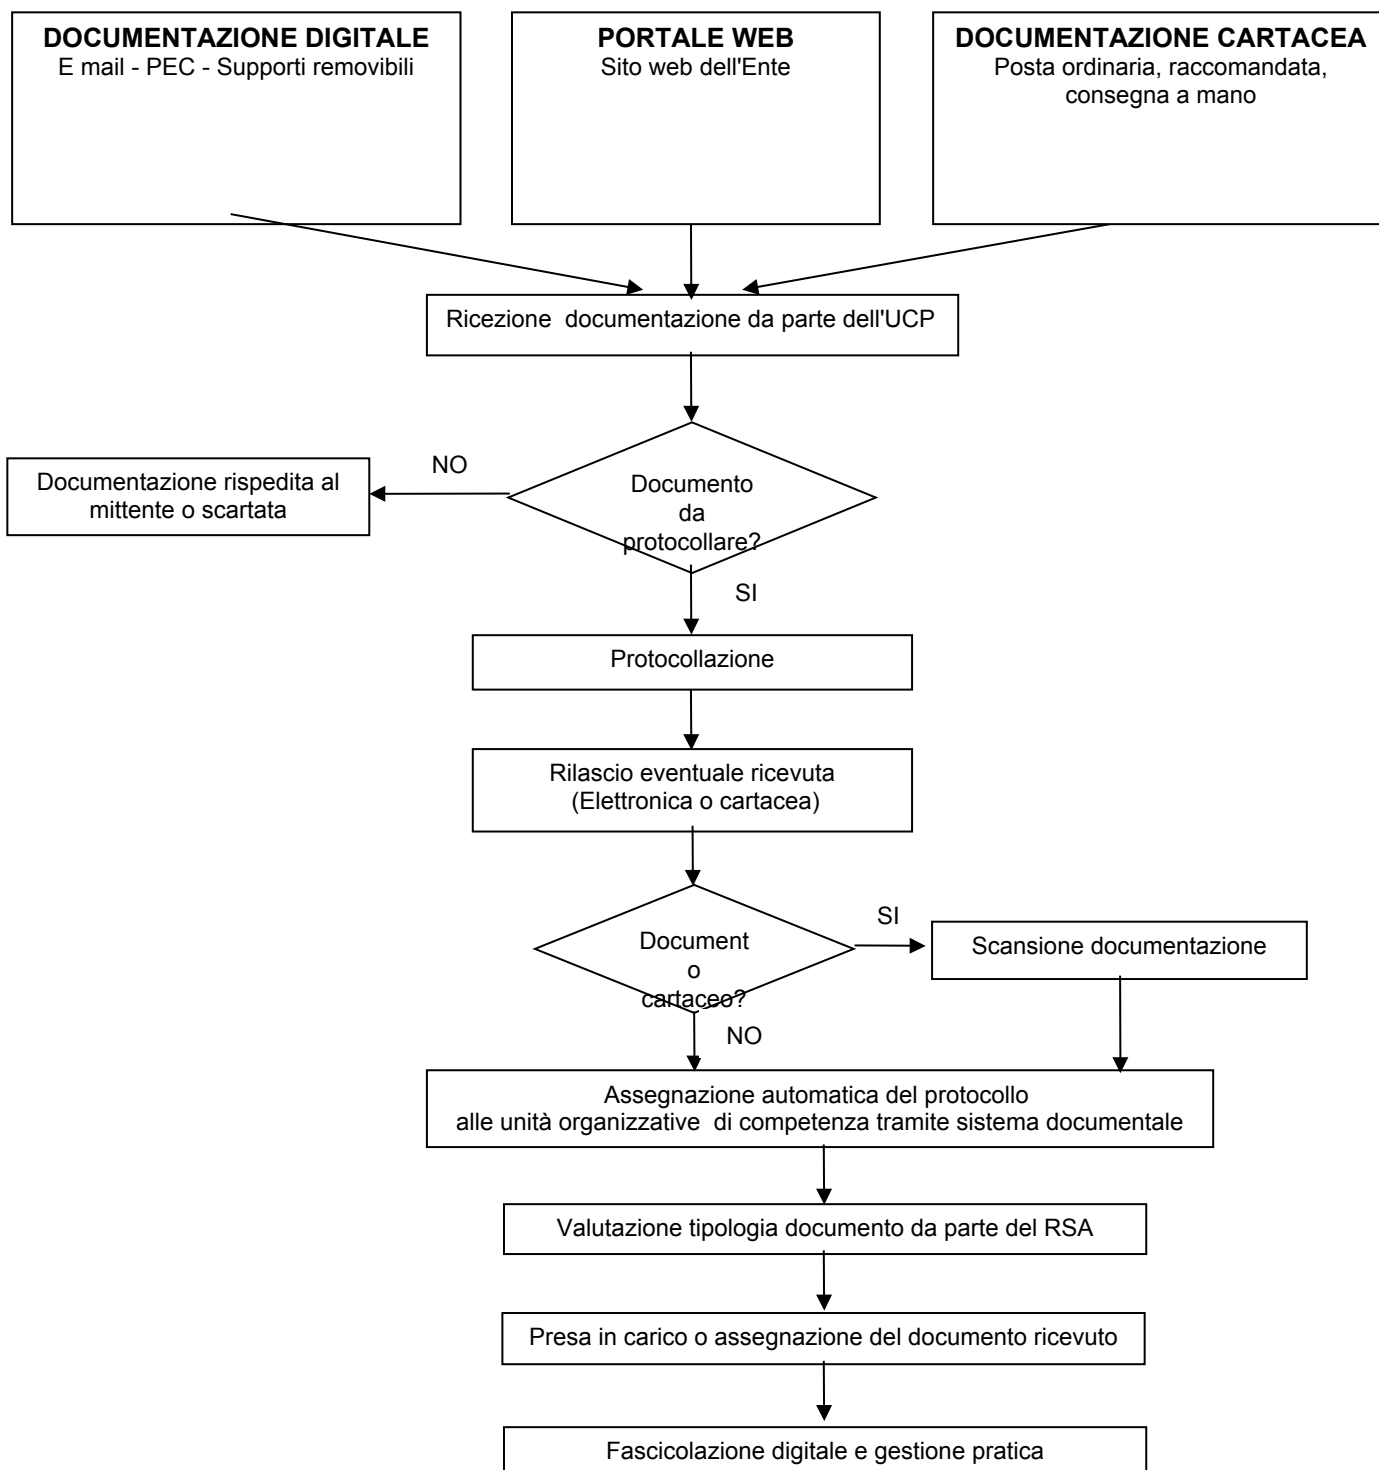 DOCUMENTAZIONE DIGITALE
E mail - PEC - Supporti removibili
PORTALE WEB
Sito web dell'Ente
DOCUMENTAZIONE CARTACEA
Posta ordinaria, raccomandata,
consegna a mano
Ricezione  documentazione da parte dell'UCP
NO
Documentazione rispedita al
mittente o scartata
Documento
da
protocollare?
SI
Protocollazione
Rilascio eventuale ricevuta
(Elettronica o cartacea)
Document
o
cartaceo?
SI
Scansione documentazione
NO
Assegnazione automatica del protocollo
alle unità organizzative  di competenza tramite sistema documentale
Valutazione tipologia documento da parte del RSA
Presa in carico o assegnazione del documento ricevuto
Fascicolazione digitale e gestione pratica